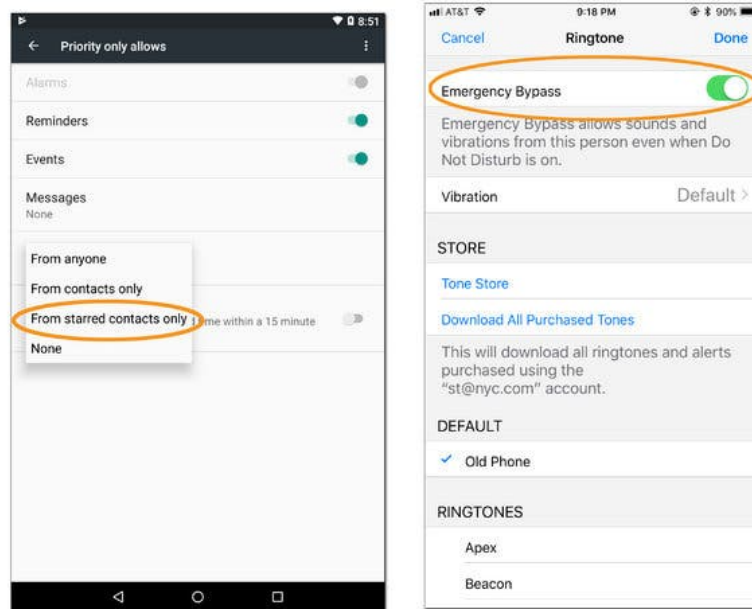 8:51
Priority only allows
Alarms
Reminders
Events
Messages
None
From anyone
From contacts only
From starred contacts only
me within a 15 minute
None
AT&T 9:18 PM 90%
Cancel Ringtone Done
Emergency Bypass
Emergency Bypass allows sounds and
vibrations from this person even when Do
Not Disturb is on.
Vibration Default >
STORE
Tone Store
Download All Purchased Tones
This will download all ringtones and alerts
purchased using the
“st@nyc.com” account.
DEFAULT
✓ Old Phone
RINGTONES
Apex
Beacon